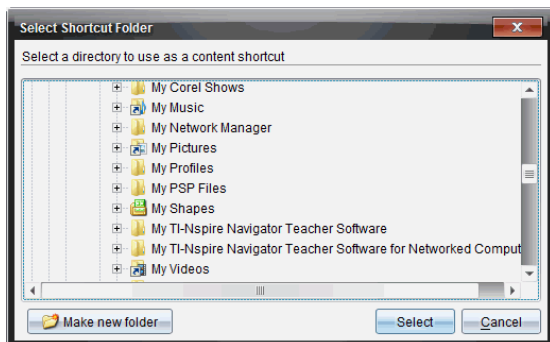 Select Shortcut Folder
Select a directory to use as a content shortcut
My Corel Shows
My Music
My Network Manager
My Pictures
My Profiles
My PSP Files
My Shapes
My TI-Nspire Navigator Teacher Software
My TI-Nspire Navigator Teacher Software for Networked Comput
My Videos
Make new folder
Select
Cancel